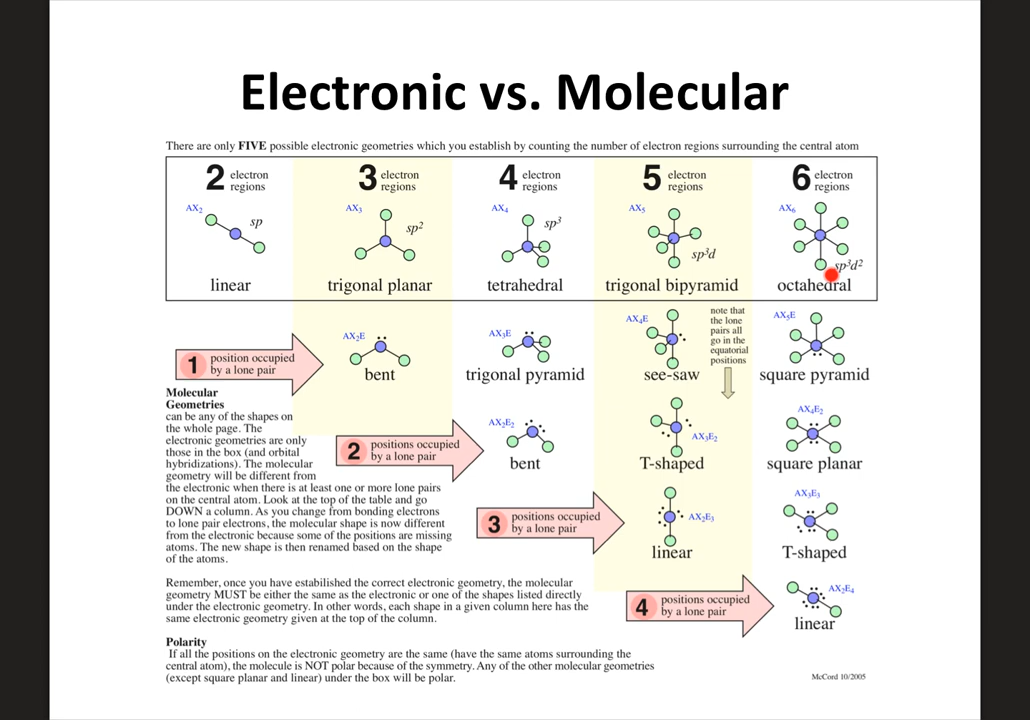 Electronic vs. Molecular
There are only FIVE possible electronic geometries which you establish by counting the number of electron regions surrounding the central atom
2 electron regions
3 electron regions
4 electron regions
5 electron regions
6 electron regions
AX2
sp
linear
AX3
sp2
trigonal planar
AX4
sp3
tetrahedral
AX5
sp3d
trigonal bipyramid
AX6
sp3d2
octahedral
1 position occupied
by a lone pair
AX2E
bent
AX3E
trigonal pyramid
AX4E
see-saw
note that
the lone
pairs all
go in the
equatorial
positions
AX5E
square pyramid
Molecular
Geometries
can be any of the shapes on
the whole page. The
electronic geometries are only
those in the box (and orbital
hybridizations). The molecular
geometry will be different from
the electronic when there is at least one or more lone pairs
on the central atom. Look at the top of the table and go
DOWN a column. As you change from bonding electrons
to lone pair electrons, the molecular shape is now different
from the electronic because some of the positions are missing
atoms. The new shape is then renamed based on the shape
of the atoms.
2 positions occupied
by a lone pair
AX2E2
bent
AX3E2
T-shaped
AX4E2
square planar
3 positions occupied
by a lone pair
AX2E3
linear
AX3E3
T-shaped
Remember, once you have estabilished the correct electronic geometry, the molecular
geometry MUST be either the same as the electronic or one of the shapes listed directly
under the electronic geometry. In other words, each shape in a given column here has the
same electronic geometry given at the top of the column.
4 positions occupied
by a lone pair
AX2E4
linear
Polarity
If all the positions on the electronic geometry are the same (have the same atoms surrounding the
central atom), the molecule is NOT polar because of the symmetry. Any of the other molecular geometries
(except square planar and linear) under the box will be polar.
McCord 10/2005